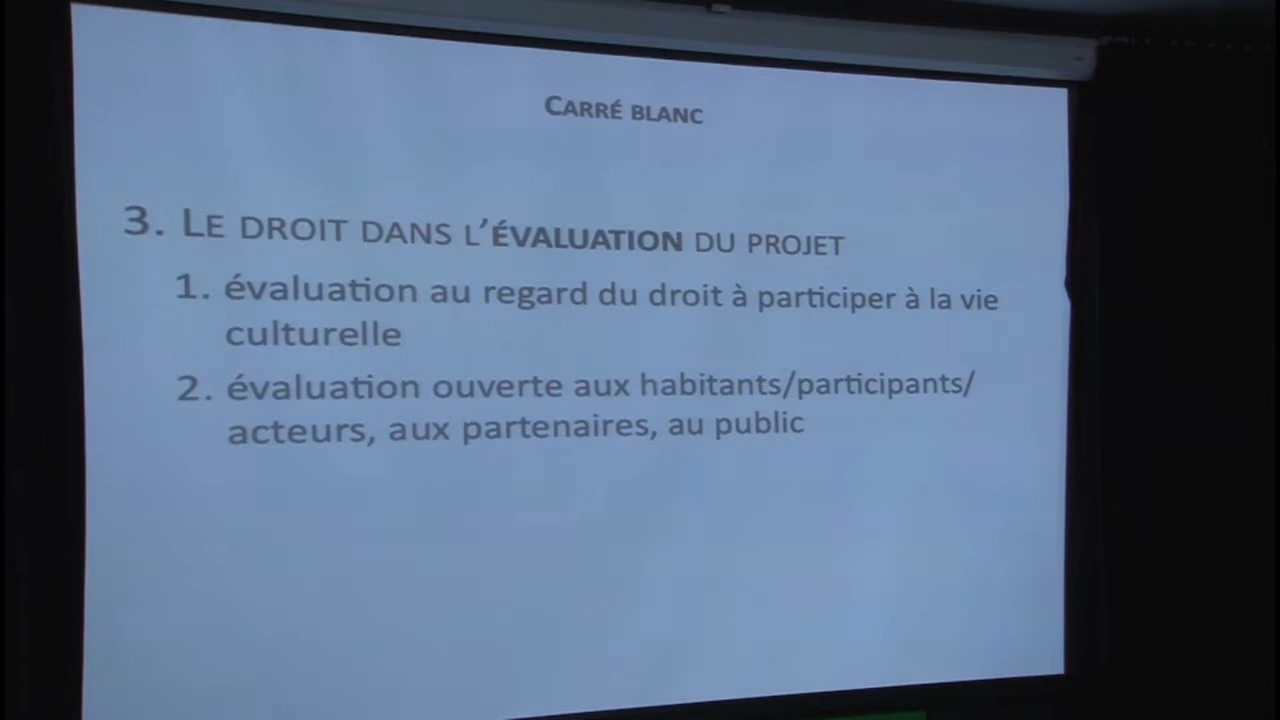 CARRÉ BLANC
3. LE DROIT DANS L'ÉVALUATION DU PROJET
1. évaluation au regard du droit à participer à la vie
culturelle
2. évaluation ouverte aux habitants/participants/
acteurs, aux partenaires, au public